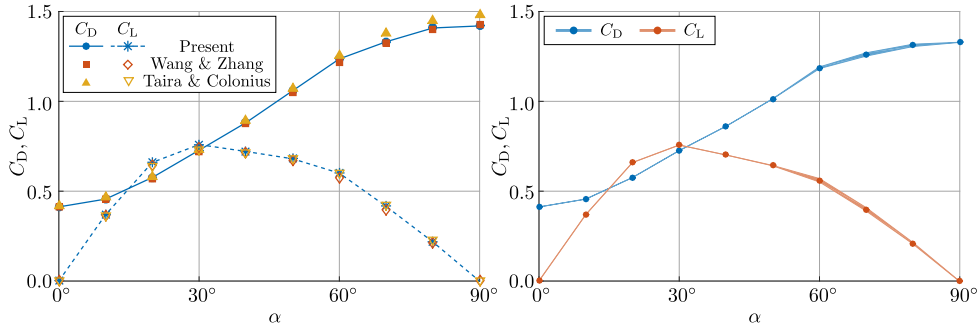 1.5
1.0
0.5
0.0
C_D, C_L
C_D C_L
Present
Wang & Zhang
Taira & Colonius
0° 30° 60° 90°
α
1.5
1.0
0.5
0.0
C_D, C_L
C_D C_L
0° 30° 60° 90°
α